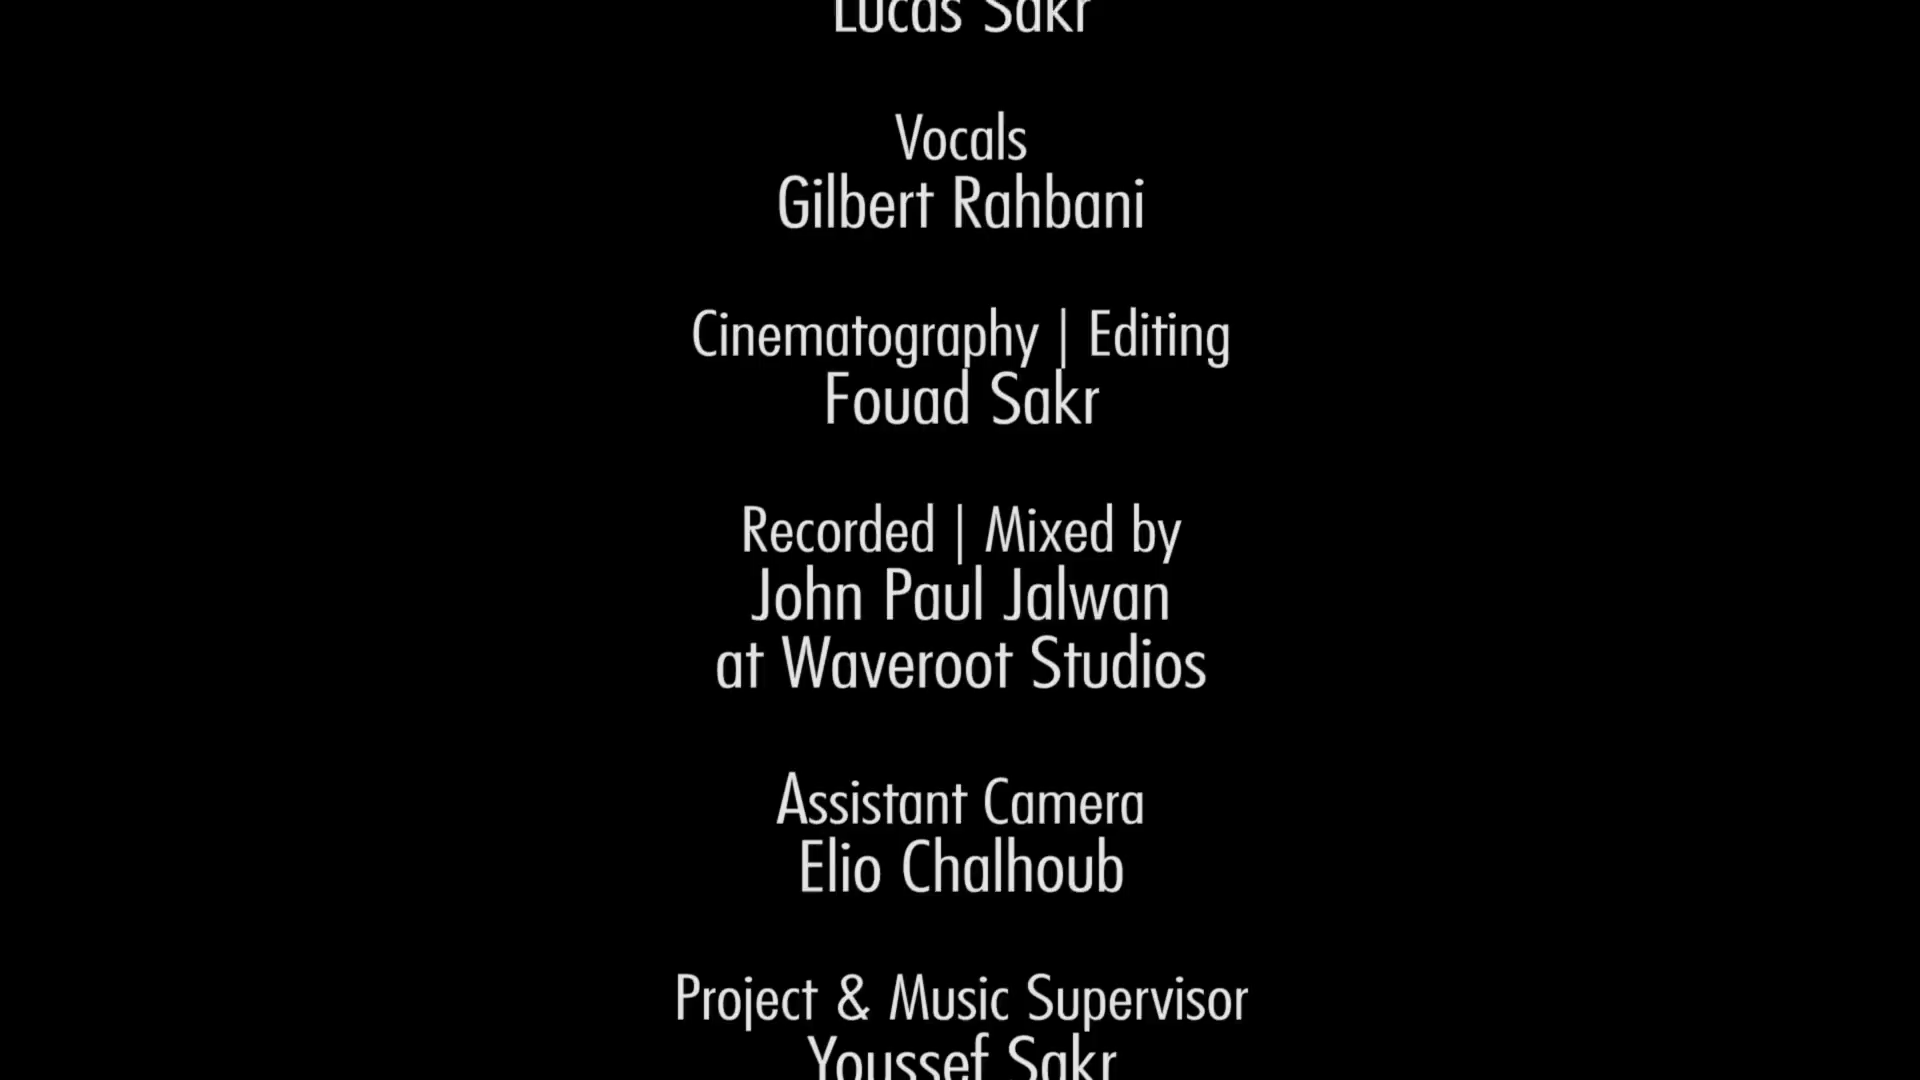 Lucas Sakr
Vocals
Gilbert Rahbani
Cinematography | Editing
Fouad Sakr
Recorded | Mixed by
John Paul Jalwan
at Waveroot Studios
Assistant Camera
Elio Chalhoub
Project & Music Supervisor
Youssef Sakr